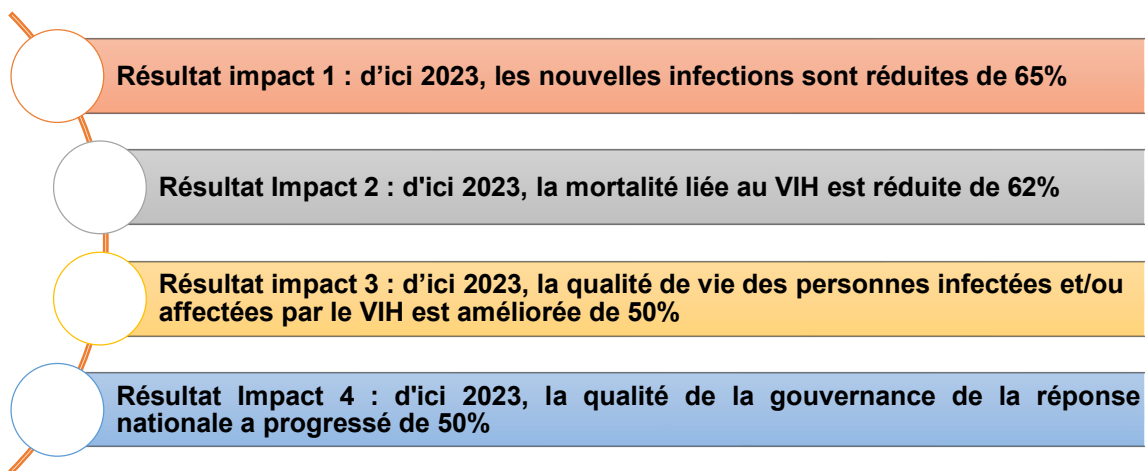 Résultat impact 1 : d’ici 2023, les nouvelles infections sont réduites de 65%
Résultat Impact 2 : d'ici 2023, la mortalité liée au VIH est réduite de 62%
Résultat impact 3 : d’ici 2023, la qualité de vie des personnes infectées et/ou
affectées par le VIH est améliorée de 50%
Résultat Impact 4 : d'ici 2023, la qualité de la gouvernance de la réponse
nationale a progressé de 50%